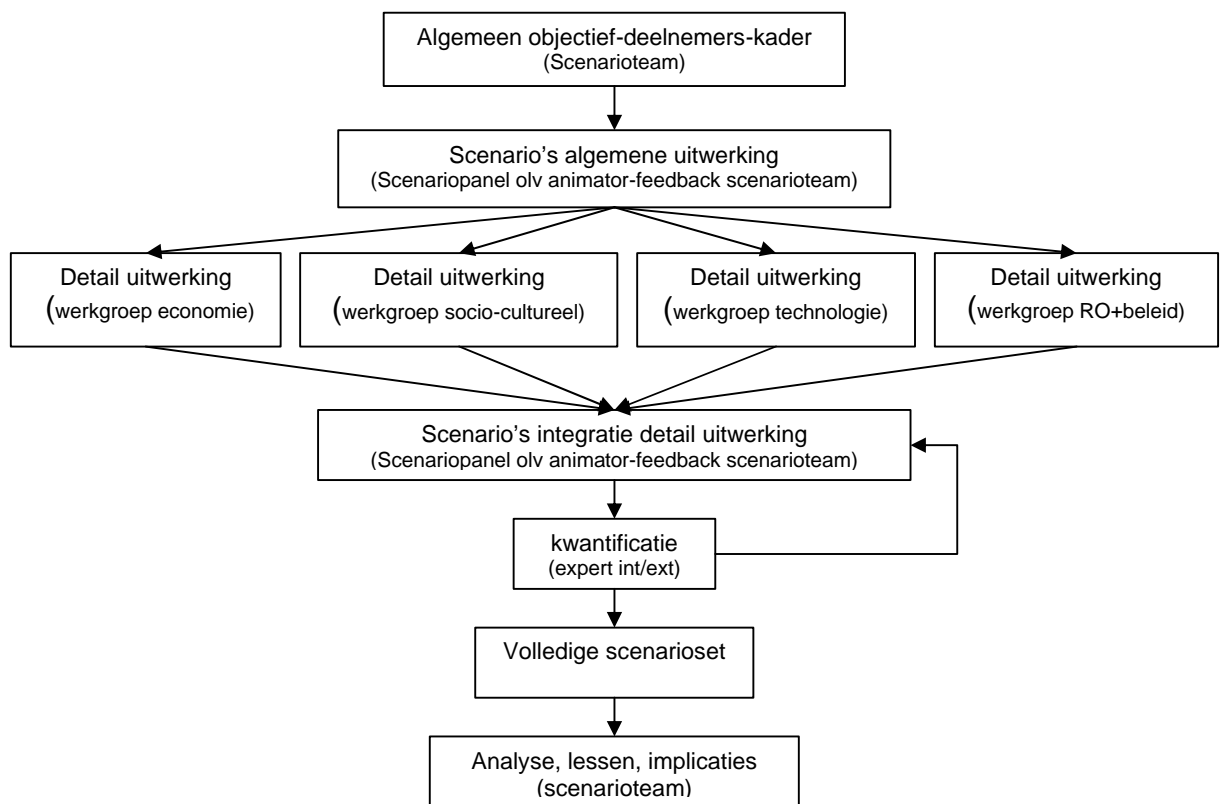 Algemeen objectief-deelnemers-kader
(Scenarioteam)
Scenario’s algemene uitwerking
(Scenariopanel olv animator-feedback scenarioteam)
Detail uitwerking
(werkgroep economie)
Detail uitwerking
(werkgroep socio-cultureel)
Detail uitwerking
(werkgroep technologie)
Detail uitwerking
(werkgroep RO+beleid)
Scenario’s integratie detail uitwerking
(Scenariopanel olv animator-feedback scenarioteam)
kwantificatie
(expert int/ext)
Volledige scenarioset
Analyse, lessen, implicaties
(scenarioteam)